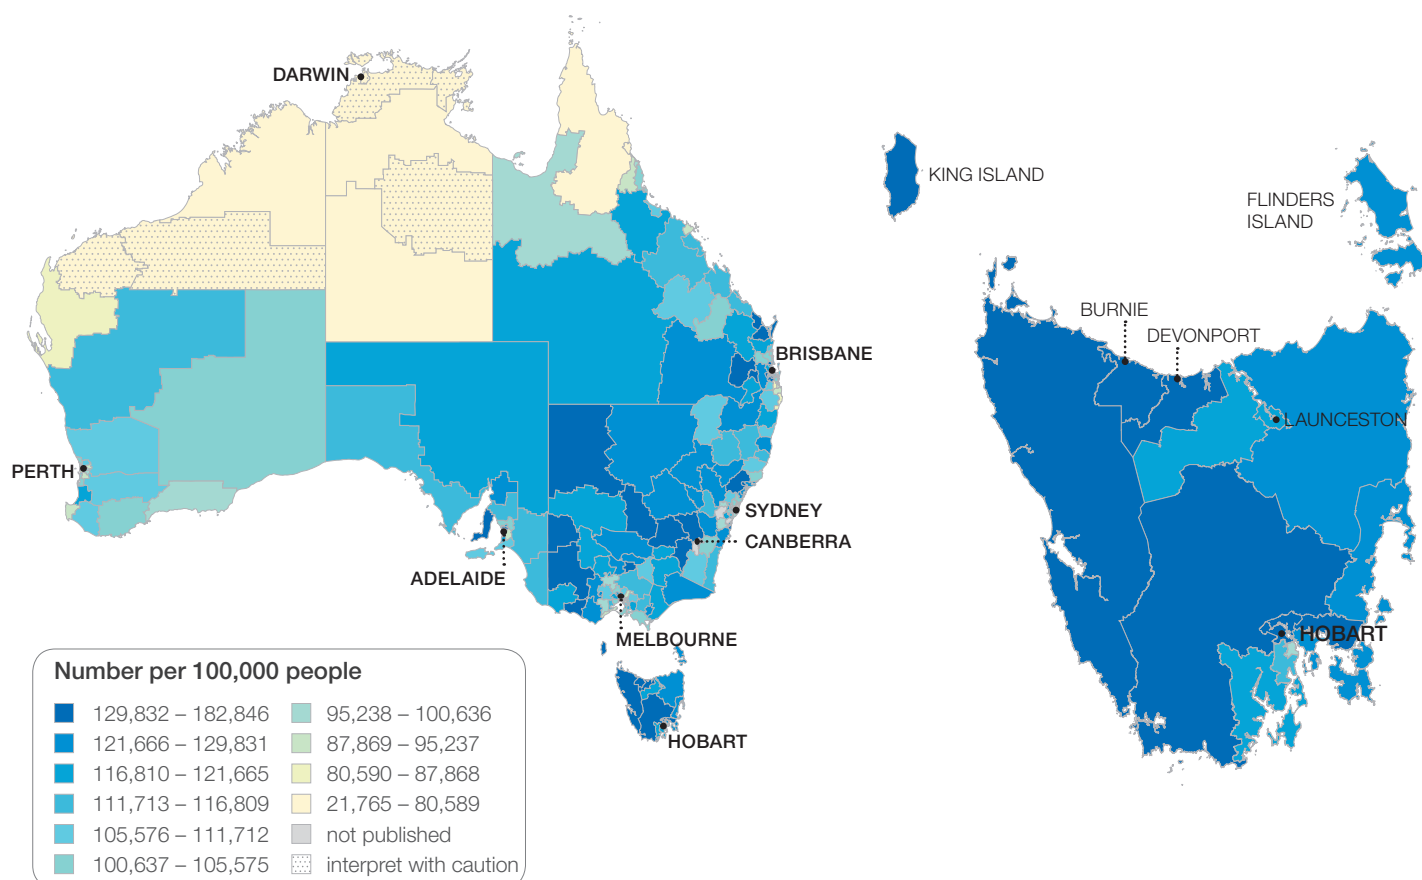 DARWIN
KING ISLAND
FLINDERS
ISLAND
BURNIE
DEVONPORT
BRISBANE
LAUNCESTON
PERTH
SYDNEY
CANBERRA
ADELAIDE
MELBOURNE
HOBART
HOBART
Number per 100,000 people
129,832 – 182,846
121,666 – 129,831
116,810 – 121,665
111,713 – 116,809
105,576 – 111,712
100,637 – 105,575
95,238 – 100,636
87,869 – 95,237
80,590 – 87,868
21,765 – 80,589
not published
interpret with caution